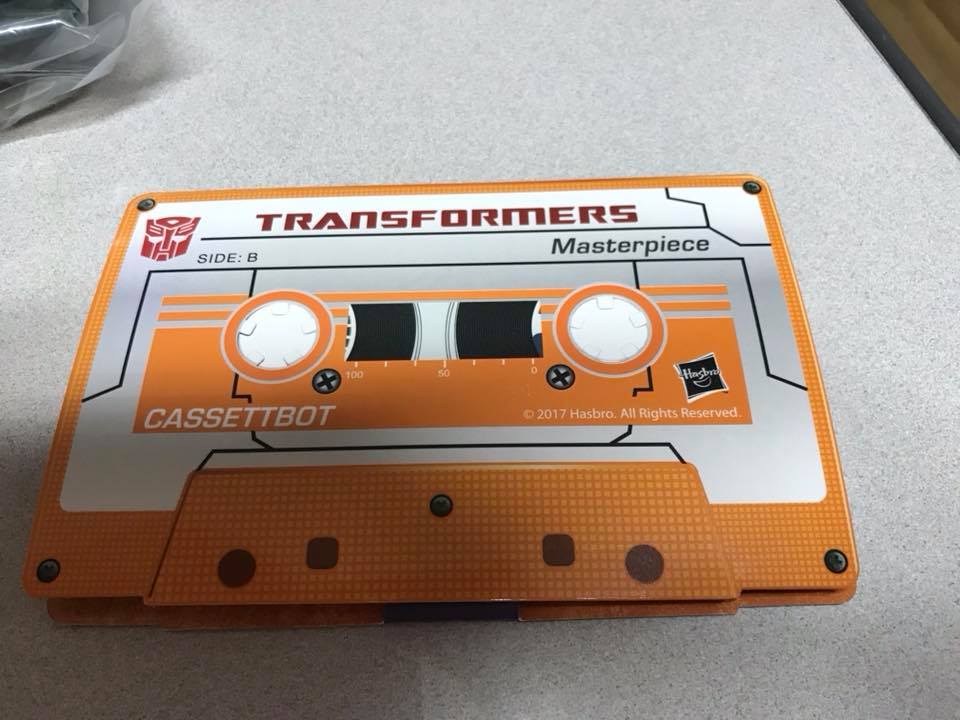 TRANSFORMERS
Masterpiece
SIDE: B
100 50 0
Hasbro
CASSETTBOT
© 2017 Hasbro. All Rights Reserved.